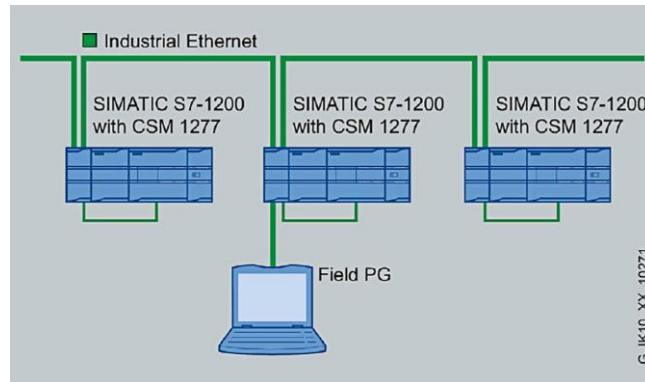 Industrial Ethernet
SIMATIC S7-1200
with CSM 1277
SIMATIC S7-1200
with CSM 1277
SIMATIC S7-1200
with CSM 1277
Field PG
G_IK10_XX_10271